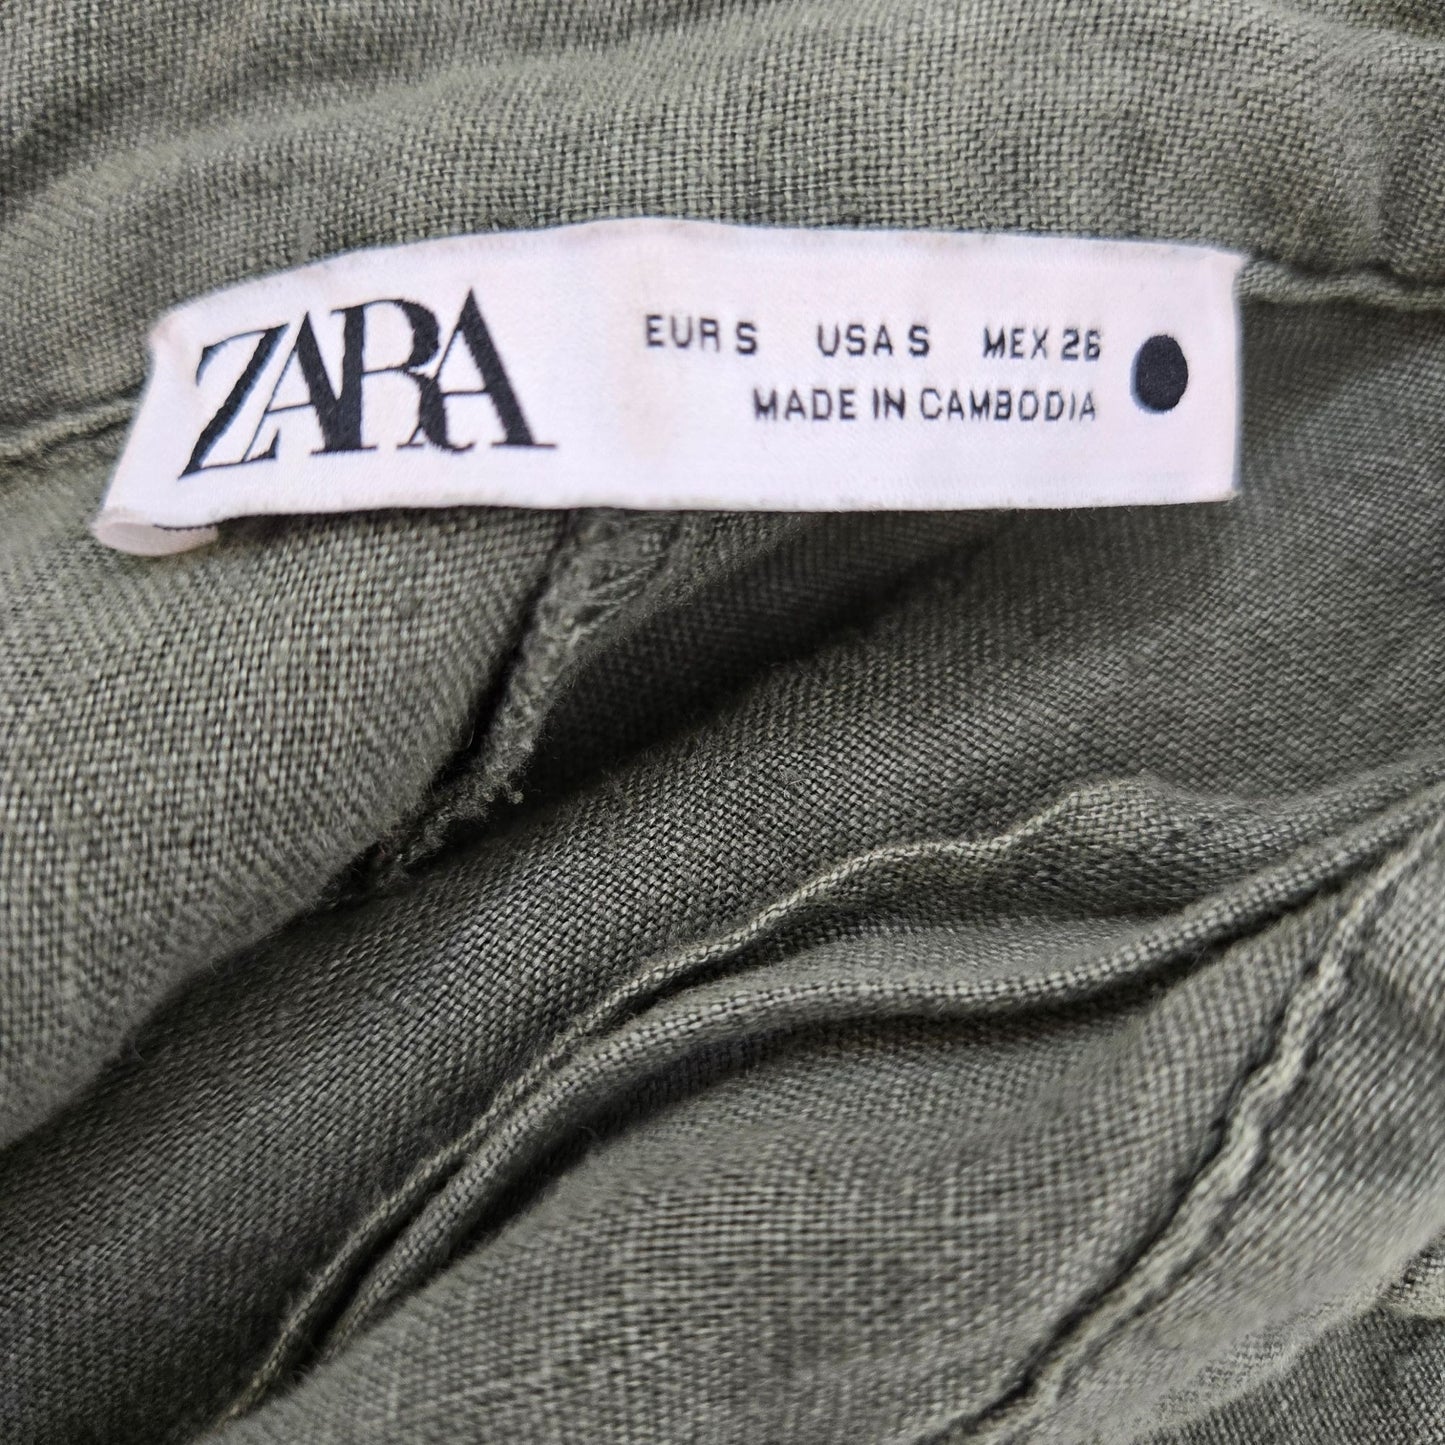 ZARA
EUR S USA S MEX 26
MADE IN CAMBODIA